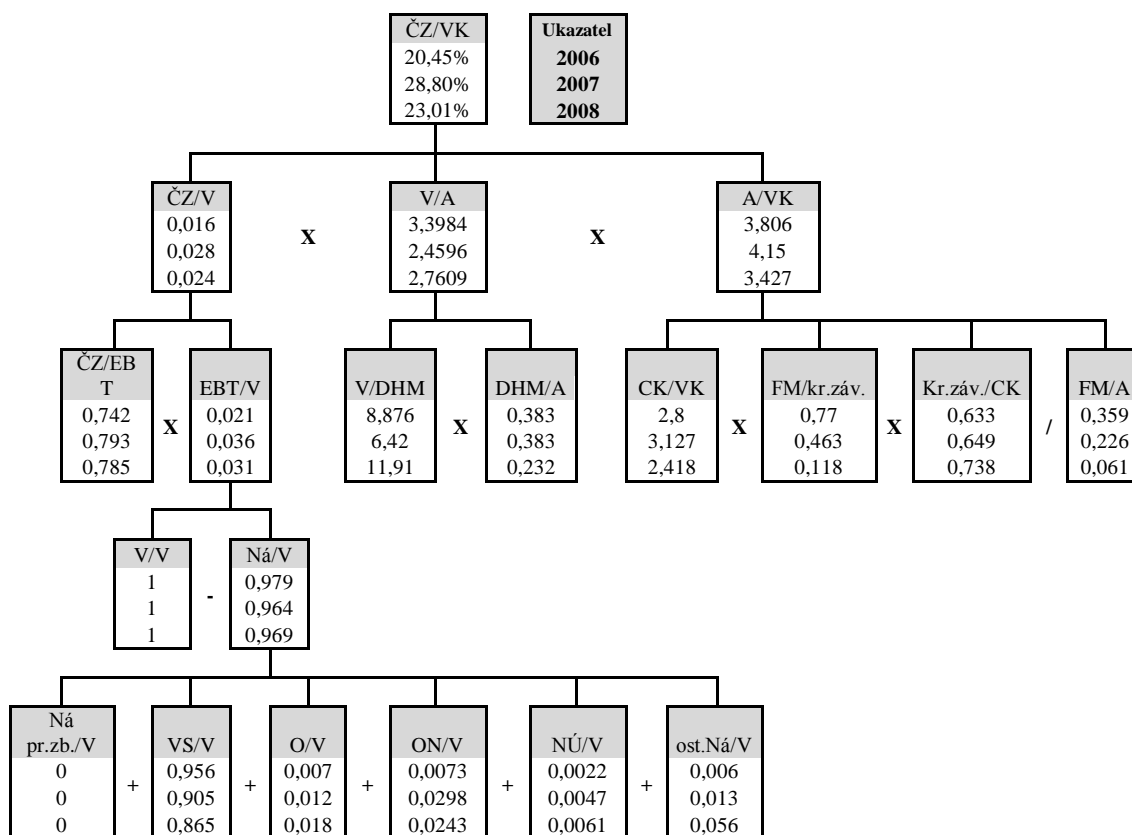 ČZ/VK
20,45%
28,80%
23,01%
Ukazatel
2006
2007
2008
ČZ/V
0,016
0,028
0,024
X
V/A
3,3984
2,4596
2,7609
X
A/VK
3,806
4,15
3,427
ČZ/EB
T
0,742
0,793
0,785
X
EBT/V
0,021
0,036
0,031
V/DHM
8,876
6,42
11,91
X
DHM/A
0,383
0,383
0,232
CK/VK
2,8
3,127
2,418
X
FM/kr.záv.
0,77
0,463
0,118
X
Kr.záv./CK
0,633
0,649
0,738
/
FM/A
0,359
0,226
0,061
V/V
1
1
1
-
Ná/V
0,979
0,964
0,969
Ná
pr.zb./V
0
0
0
+
VS/V
0,956
0,905
0,865
+
O/V
0,007
0,012
0,018
+
ON/V
0,0073
0,0298
0,0243
+
NÚ/V
0,0022
0,0047
0,0061
+
ost.Ná/V
0,006
0,013
0,056